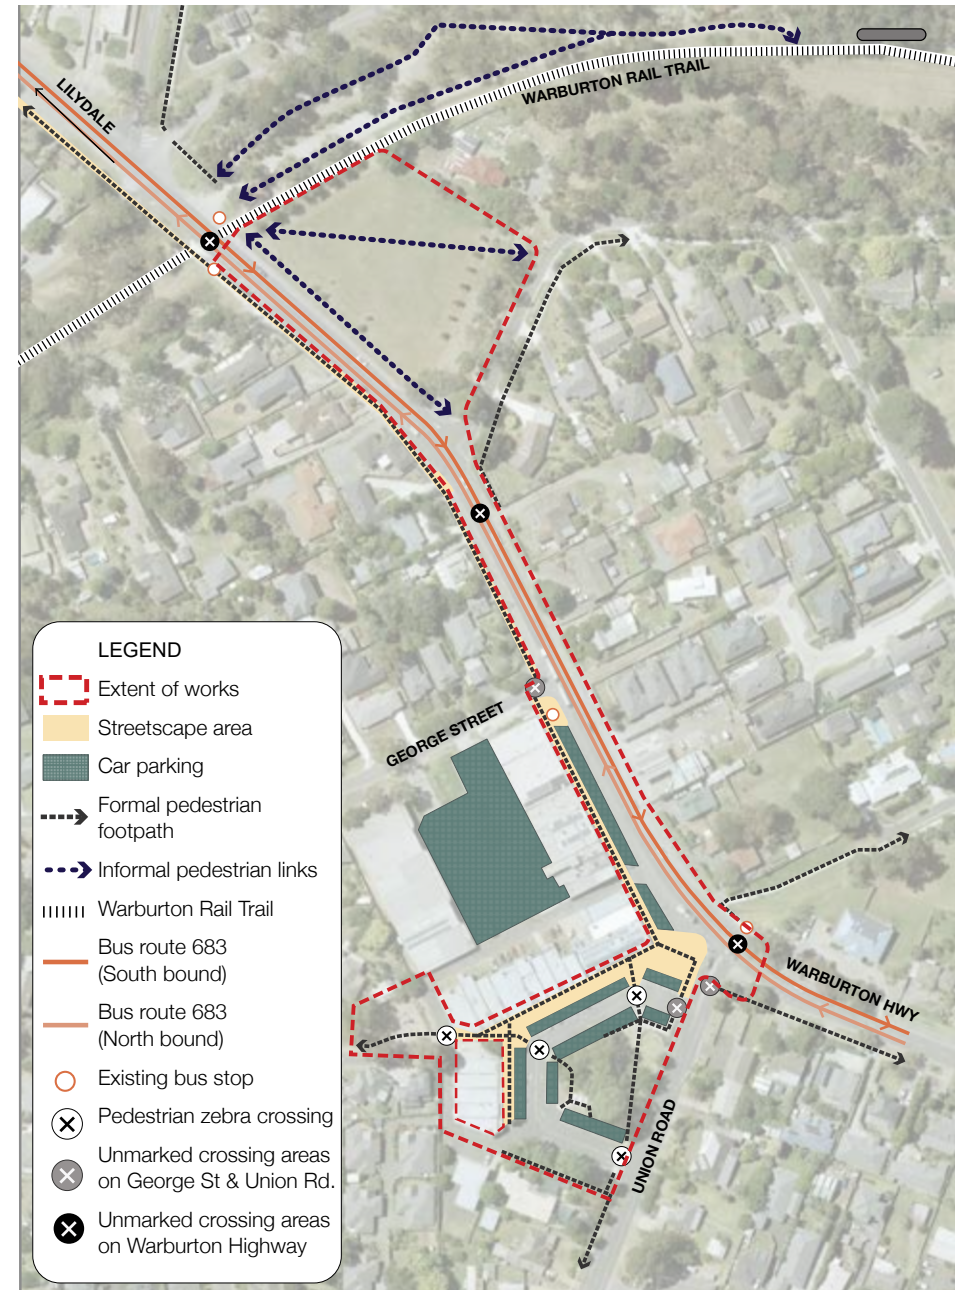 LILYDALE
WARBURTON RAIL TRAIL
GEORGE STREET
WARBURTON HWY
UNION ROAD
LEGEND
Extent of works
Streetscape area
Car parking
Formal pedestrian
footpath
Informal pedestrian links
Warburton Rail Trail
Bus route 683
(South bound)
Bus route 683
(North bound)
Existing bus stop
Pedestrian zebra crossing
Unmarked crossing areas
on George St & Union Rd.
Unmarked crossing areas
on Warburton Highway